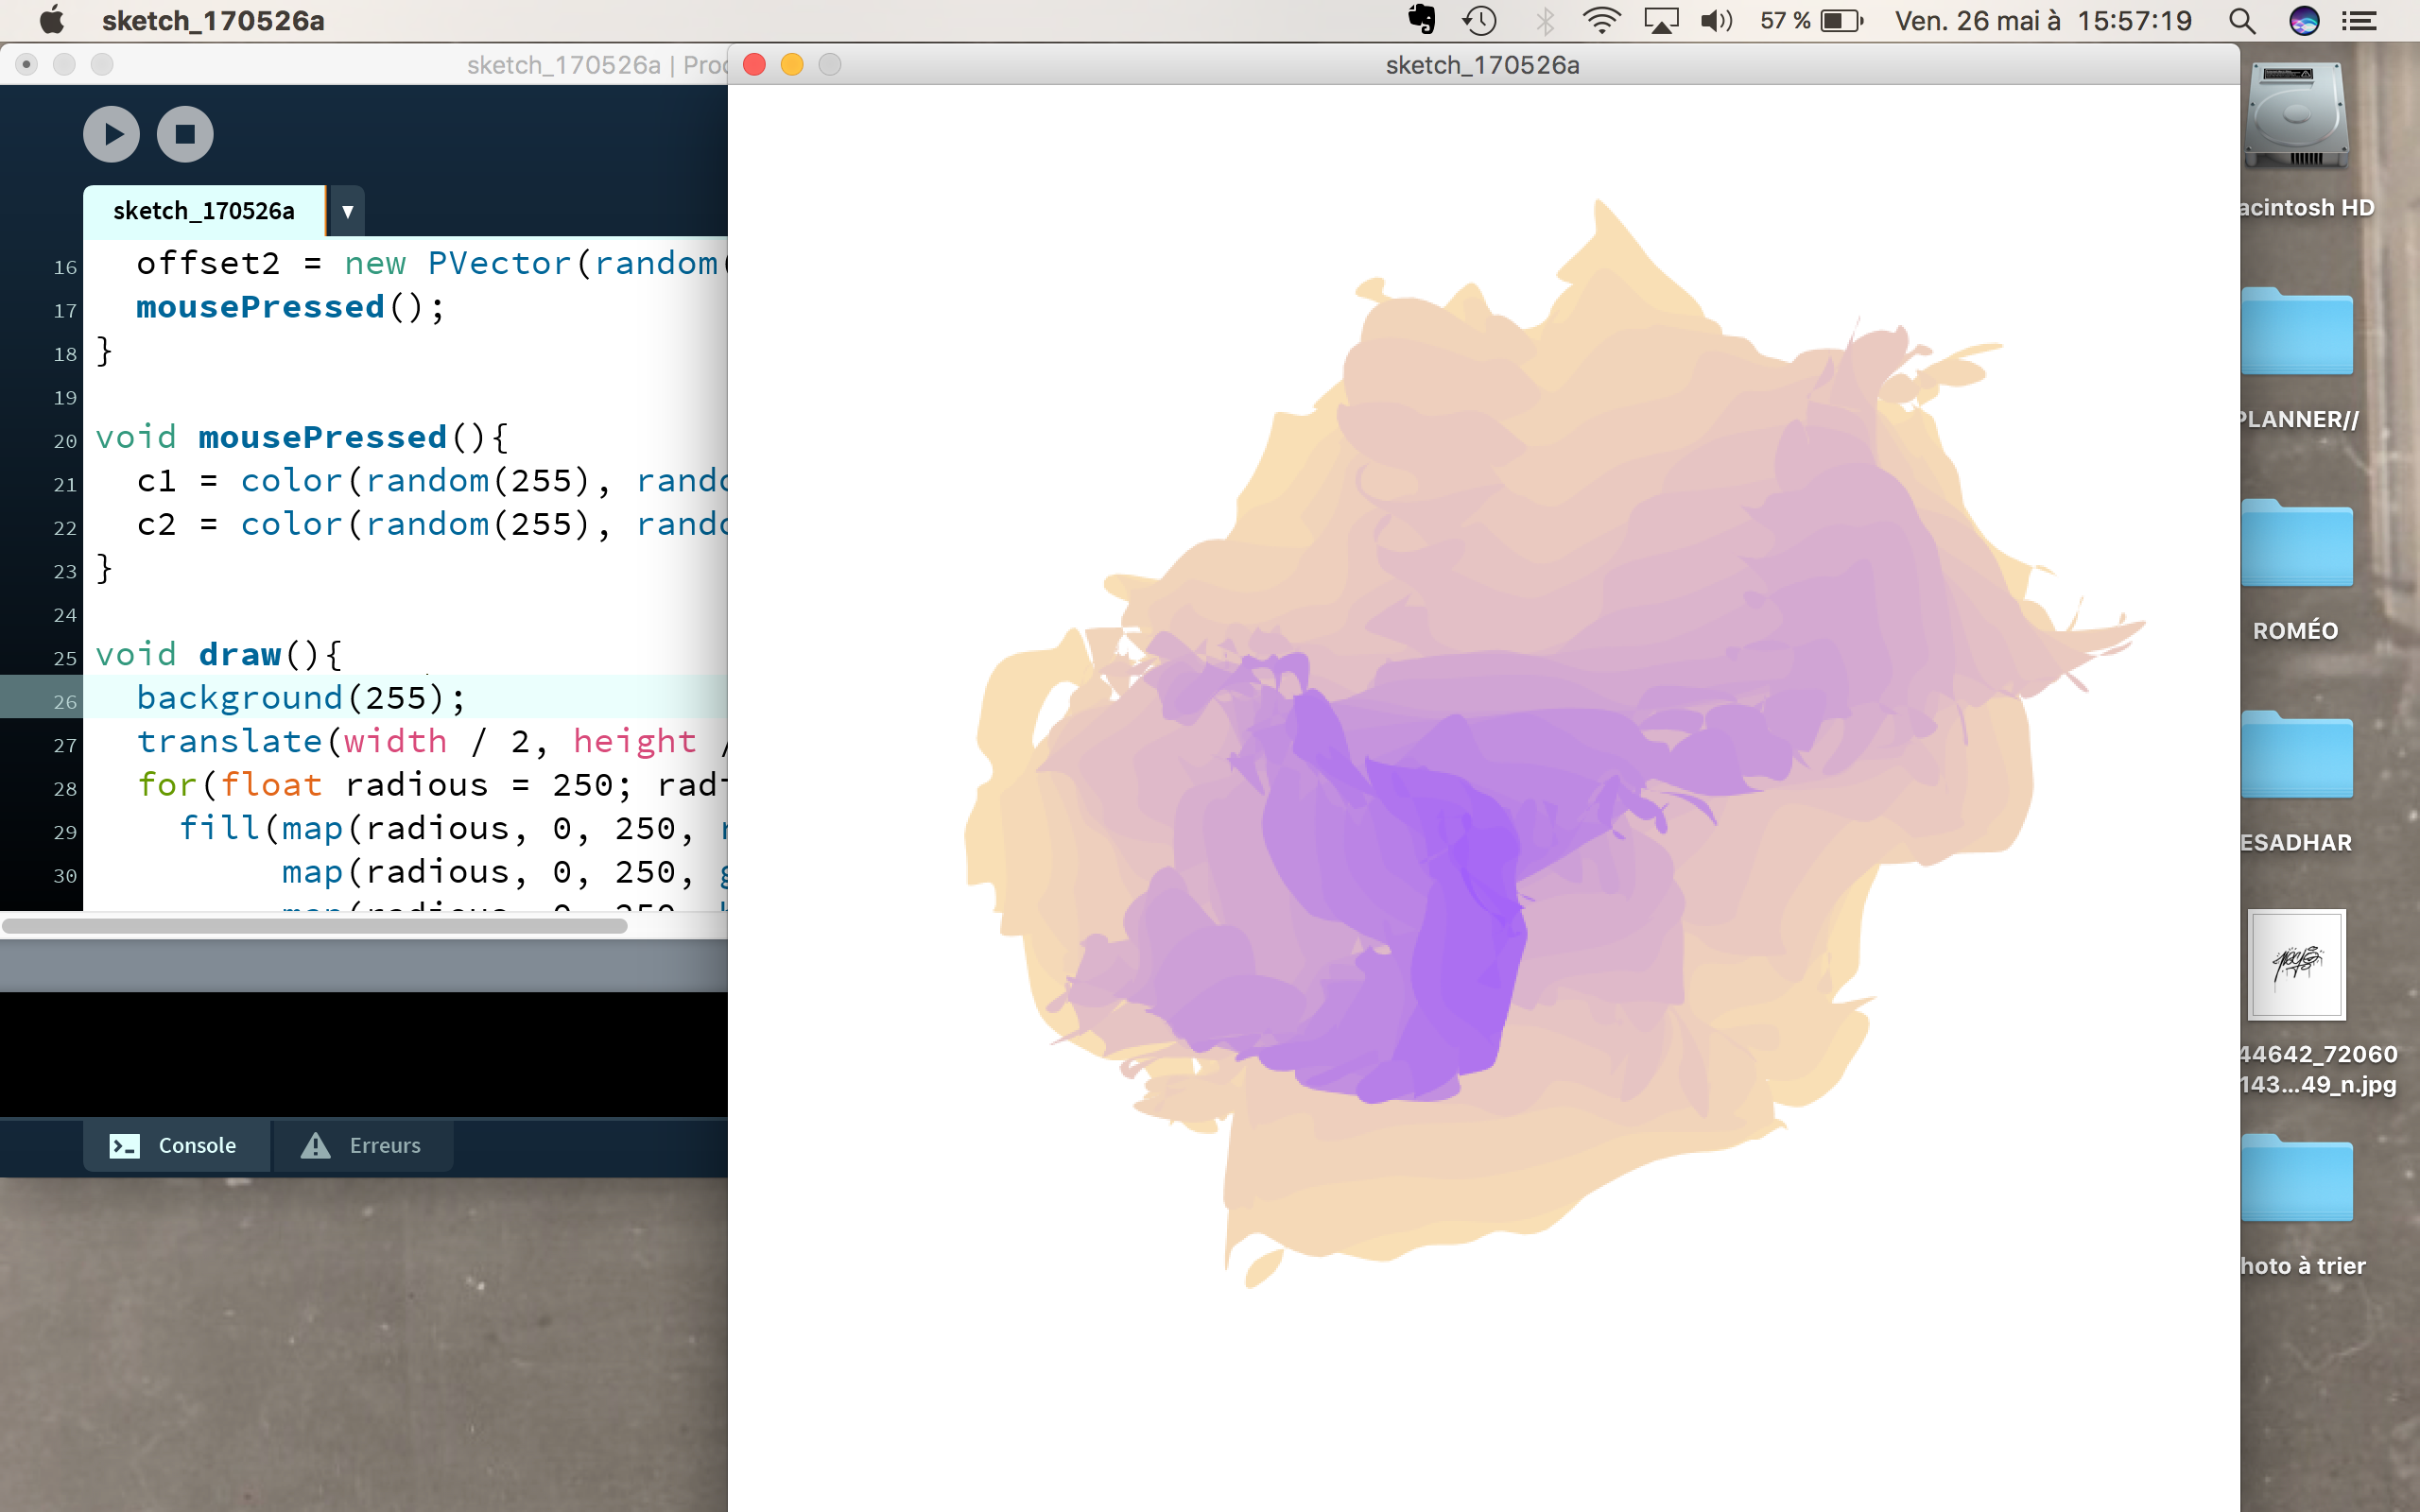 sketch_170526a
57 %
Ven. 26 mai à 15:57:19
sketch_170526a | Proc
sketch_170526a
sketch_170526a
16 offset2 = new PVector(random(
17 mousePressed();
18 }
19
20 void mousePressed(){
21 c1 = color(random(255), rando
22 c2 = color(random(255), rando
23 }
24
25 void draw(){
26 background(255);
27 translate(width / 2, height /
28 for(float radious = 250; radi
29 fill(map(radious, 0, 250, r
30 map(radious, 0, 250, g
map(radious, 0, 250, b
Console
Erreurs
acintosh HD
PLANNER//
ROMÉO
ESADHAR
44642_72060
143...49_n.jpg
hoto à trier